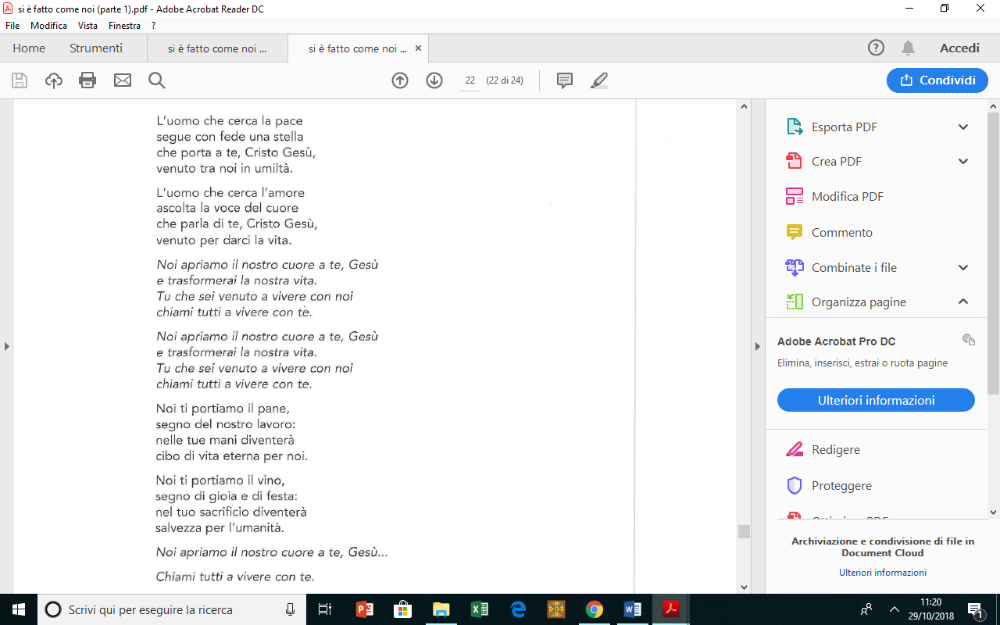 si è fatto come noi (parte 1).pdf - Adobe Acrobat Reader DC
File Modifica Vista Finestra ?
Home Strumenti si è fatto come noi ... si è fatto come noi ... × Accedi
22 (22 di 24) Condividi
L'uomo che cerca la pace
segue con fede una stella
che porta a te, Cristo Gesù,
venuto tra noi in umiltà.
L'uomo che cerca l'amore
ascolta la voce del cuore
che parla di te, Cristo Gesù,
venuto per darci la vita.
Noi apriamo il nostro cuore a te, Gesù
e trasformerai la nostra vita.
Tu che sei venuto a vivere con noi
chiami tutti a vivere con te.
Noi apriamo il nostro cuore a te, Gesù
e trasformerai la nostra vita.
Tu che sei venuto a vivere con noi
chiami tutti a vivere con te.
Noi ti portiamo il pane,
segno del nostro lavoro:
nelle tue mani diventerà
cibo di vita eterna per noi.
Noi ti portiamo il vino,
segno di gioia e di festa:
nel tuo sacrificio diventerà
salvezza per l'umanità.
Noi apriamo il nostro cuore a te, Gesù...
Chiami tutti a vivere con te.
Esporta PDF
Crea PDF
Modifica PDF
Commento
Combinate i file
Organizza pagine
Adobe Acrobat Pro DC
Elimina, inserisci, estrai o ruota pagine
Ulteriori informazioni
Redigere
Proteggere
Archiviazione e condivisione di file in
Document Cloud
Ulteriori informazioni
Scrivi qui per eseguire la ricerca
11:20
29/10/2018
1